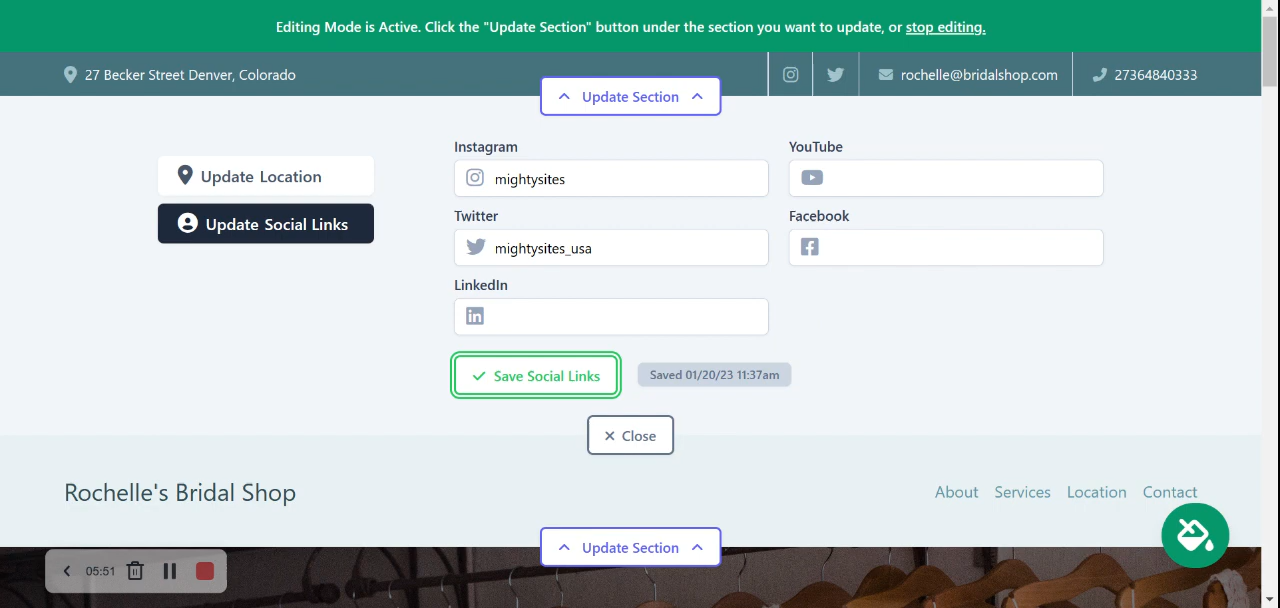 Editing Mode is Active. Click the "Update Section" button under the section you want to update, or stop editing.
27 Becker Street Denver, Colorado
rochelle@bridalshop.com
27364840333
Update Section
Instagram
YouTube
Update Location
mightysites
Update Social Links
Twitter
Facebook
mightysites_usa
LinkedIn
Save Social Links
Saved 01/20/23 11:37am
Close
Rochelle's Bridal Shop
About
Services
Location
Contact
Update Section
05:51